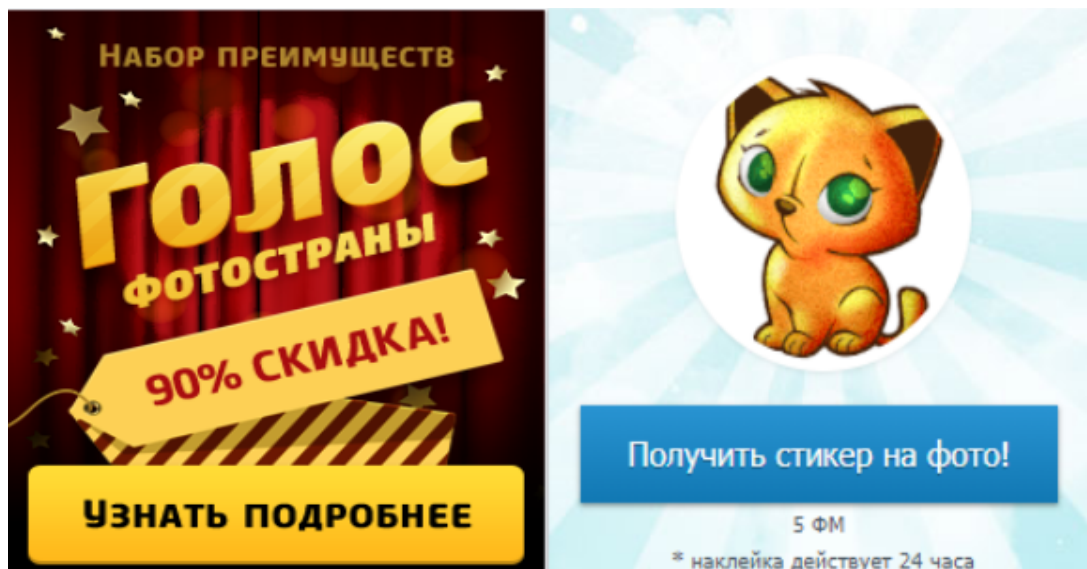 Набор преимуществ
Голос
фотостраны
90% СКИДКА!
Узнать подробнее
Получить стикер на фото!
5 ФМ
* наклейка действует 24 часа